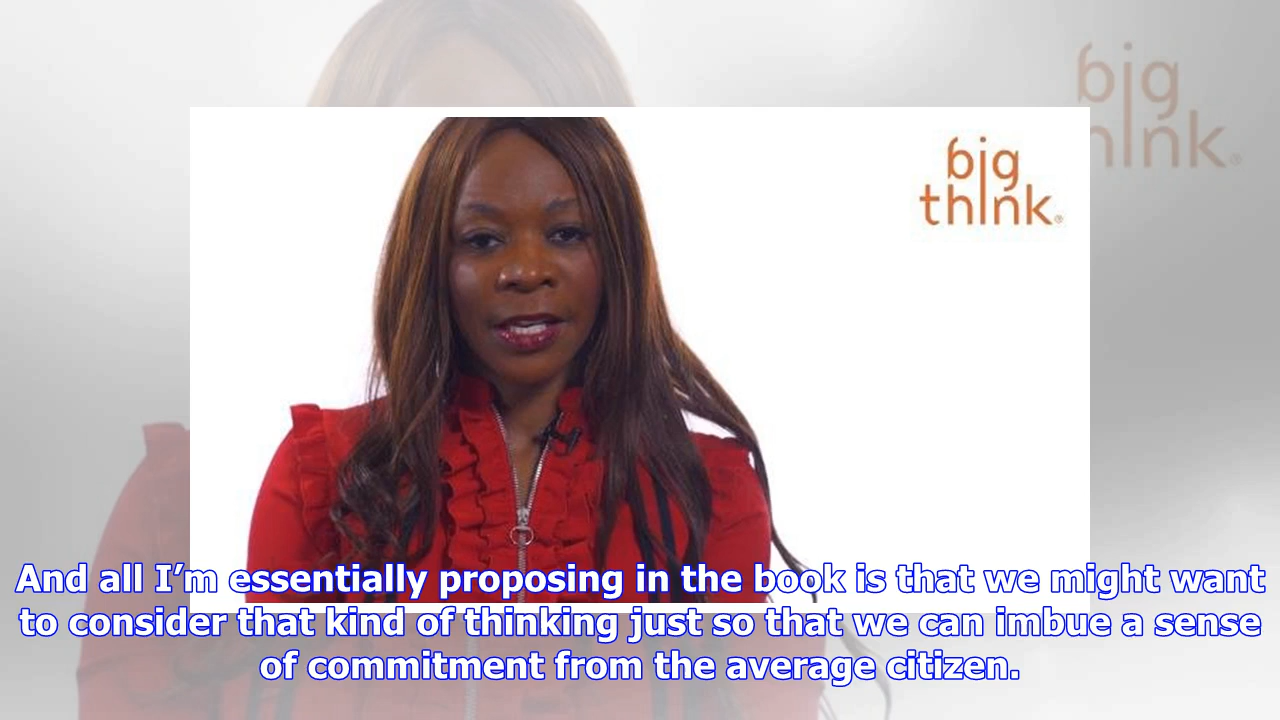 big
think®
big
think®
And all I’m essentially proposing in the book is that we might want
to consider that kind of thinking just so that we can imbue a sense
of commitment from the average citizen.